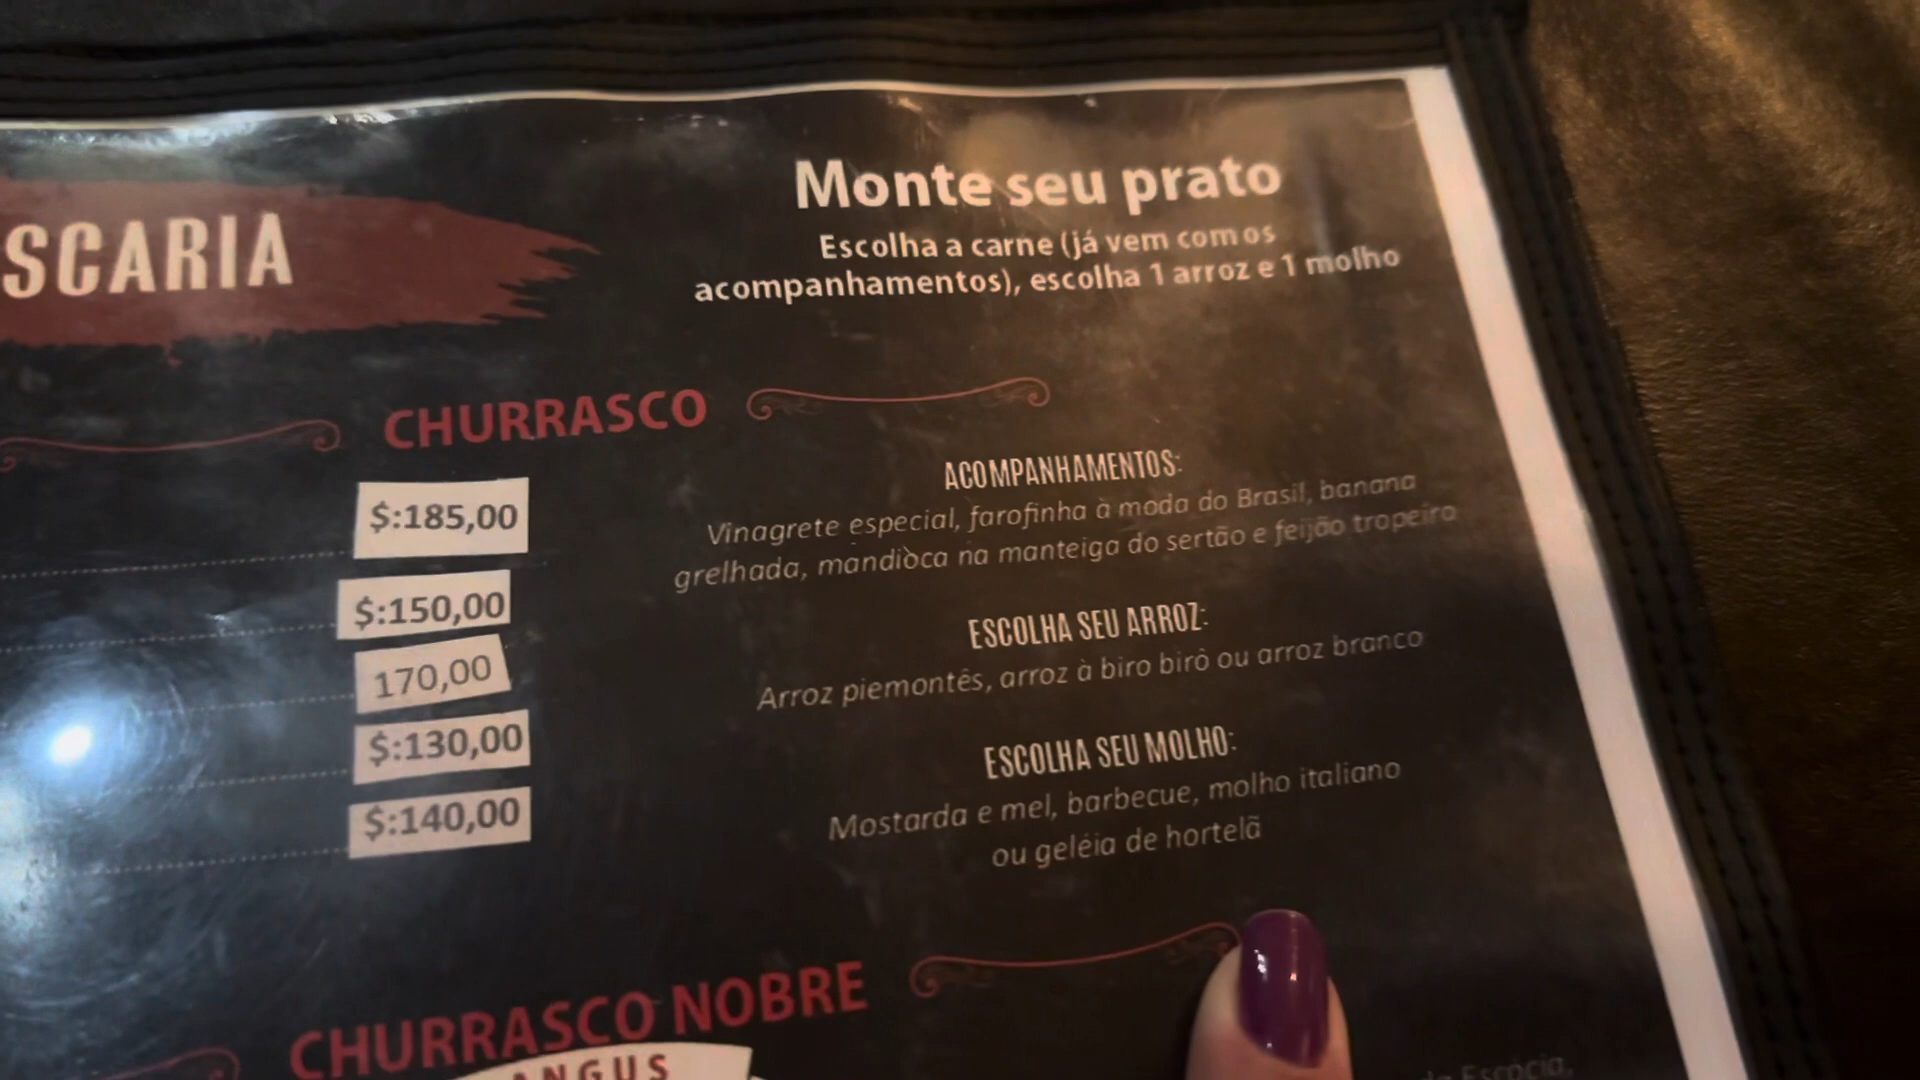 SCARIA
Monte seu prato
Escolha a carne (já vem com os
acompanhamentos), escolha 1 arroz e 1 molho
CHURRASCO
$:185,00
$:150,00
170,00
$:130,00
$:140,00
ACOMPANHAMENTOS:
Vinagrete especial, farofinha à moda do Brasil, banana
grelhada, mandiòca na manteiga do sertão e feijão tropeiro
ESCOLHA SEU ARROZ:
Arroz piemontês, arroz à biro birô ou arroz branco
ESCOLHA SEU MOLHO:
Mostarda e mel, barbecue, molho italiano
ou geléia de hortelã
CHURRASCO NOBRE
ANGUS
da Escócia,